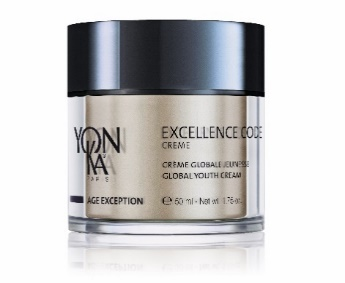 YON
KA
PARIS
AGE EXCEPTION
EXCELLENCE CODE
CREME
CRÈME GLOBALE JEUNESSE
GLOBAL YOUTH CREAM
50 ml - Net wt. 1.76 oz.